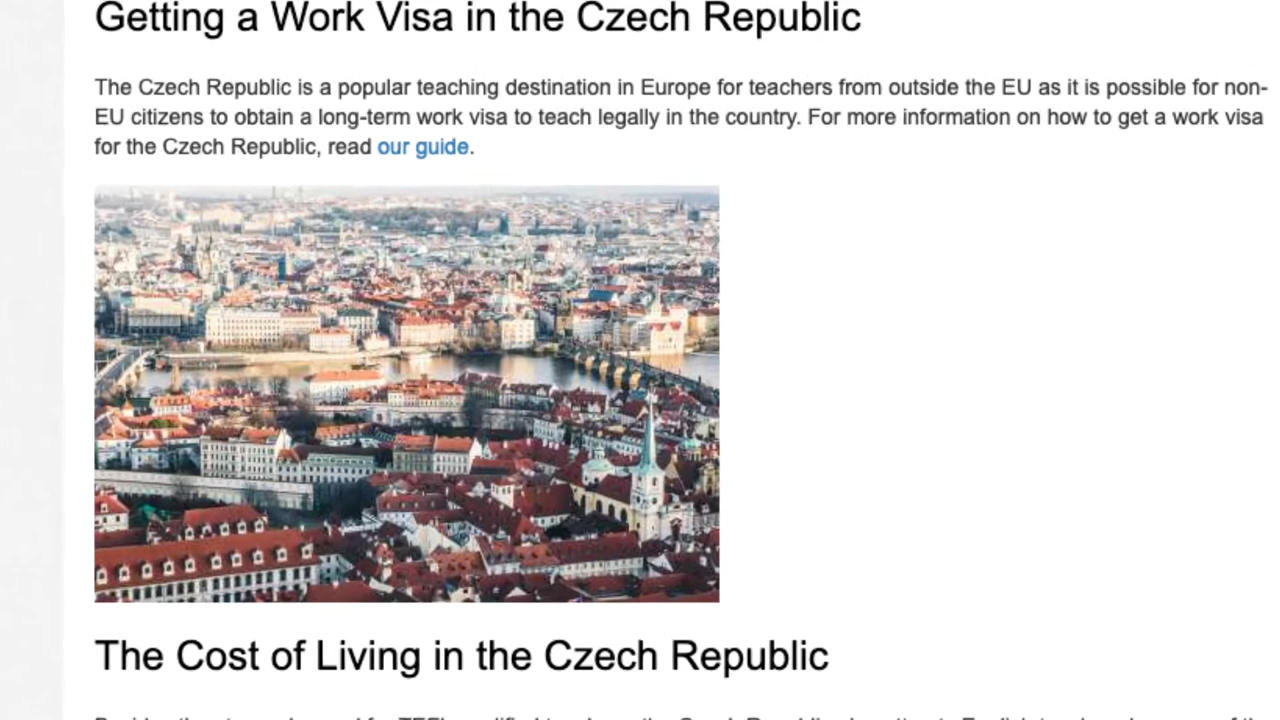 Getting a Work Visa in the Czech Republic
The Czech Republic is a popular teaching destination in Europe for teachers from outside the EU as it is possible for non-
EU citizens to obtain a long-term work visa to teach legally in the country. For more information on how to get a work visa
for the Czech Republic, read our guide.
The Cost of Living in the Czech Republic